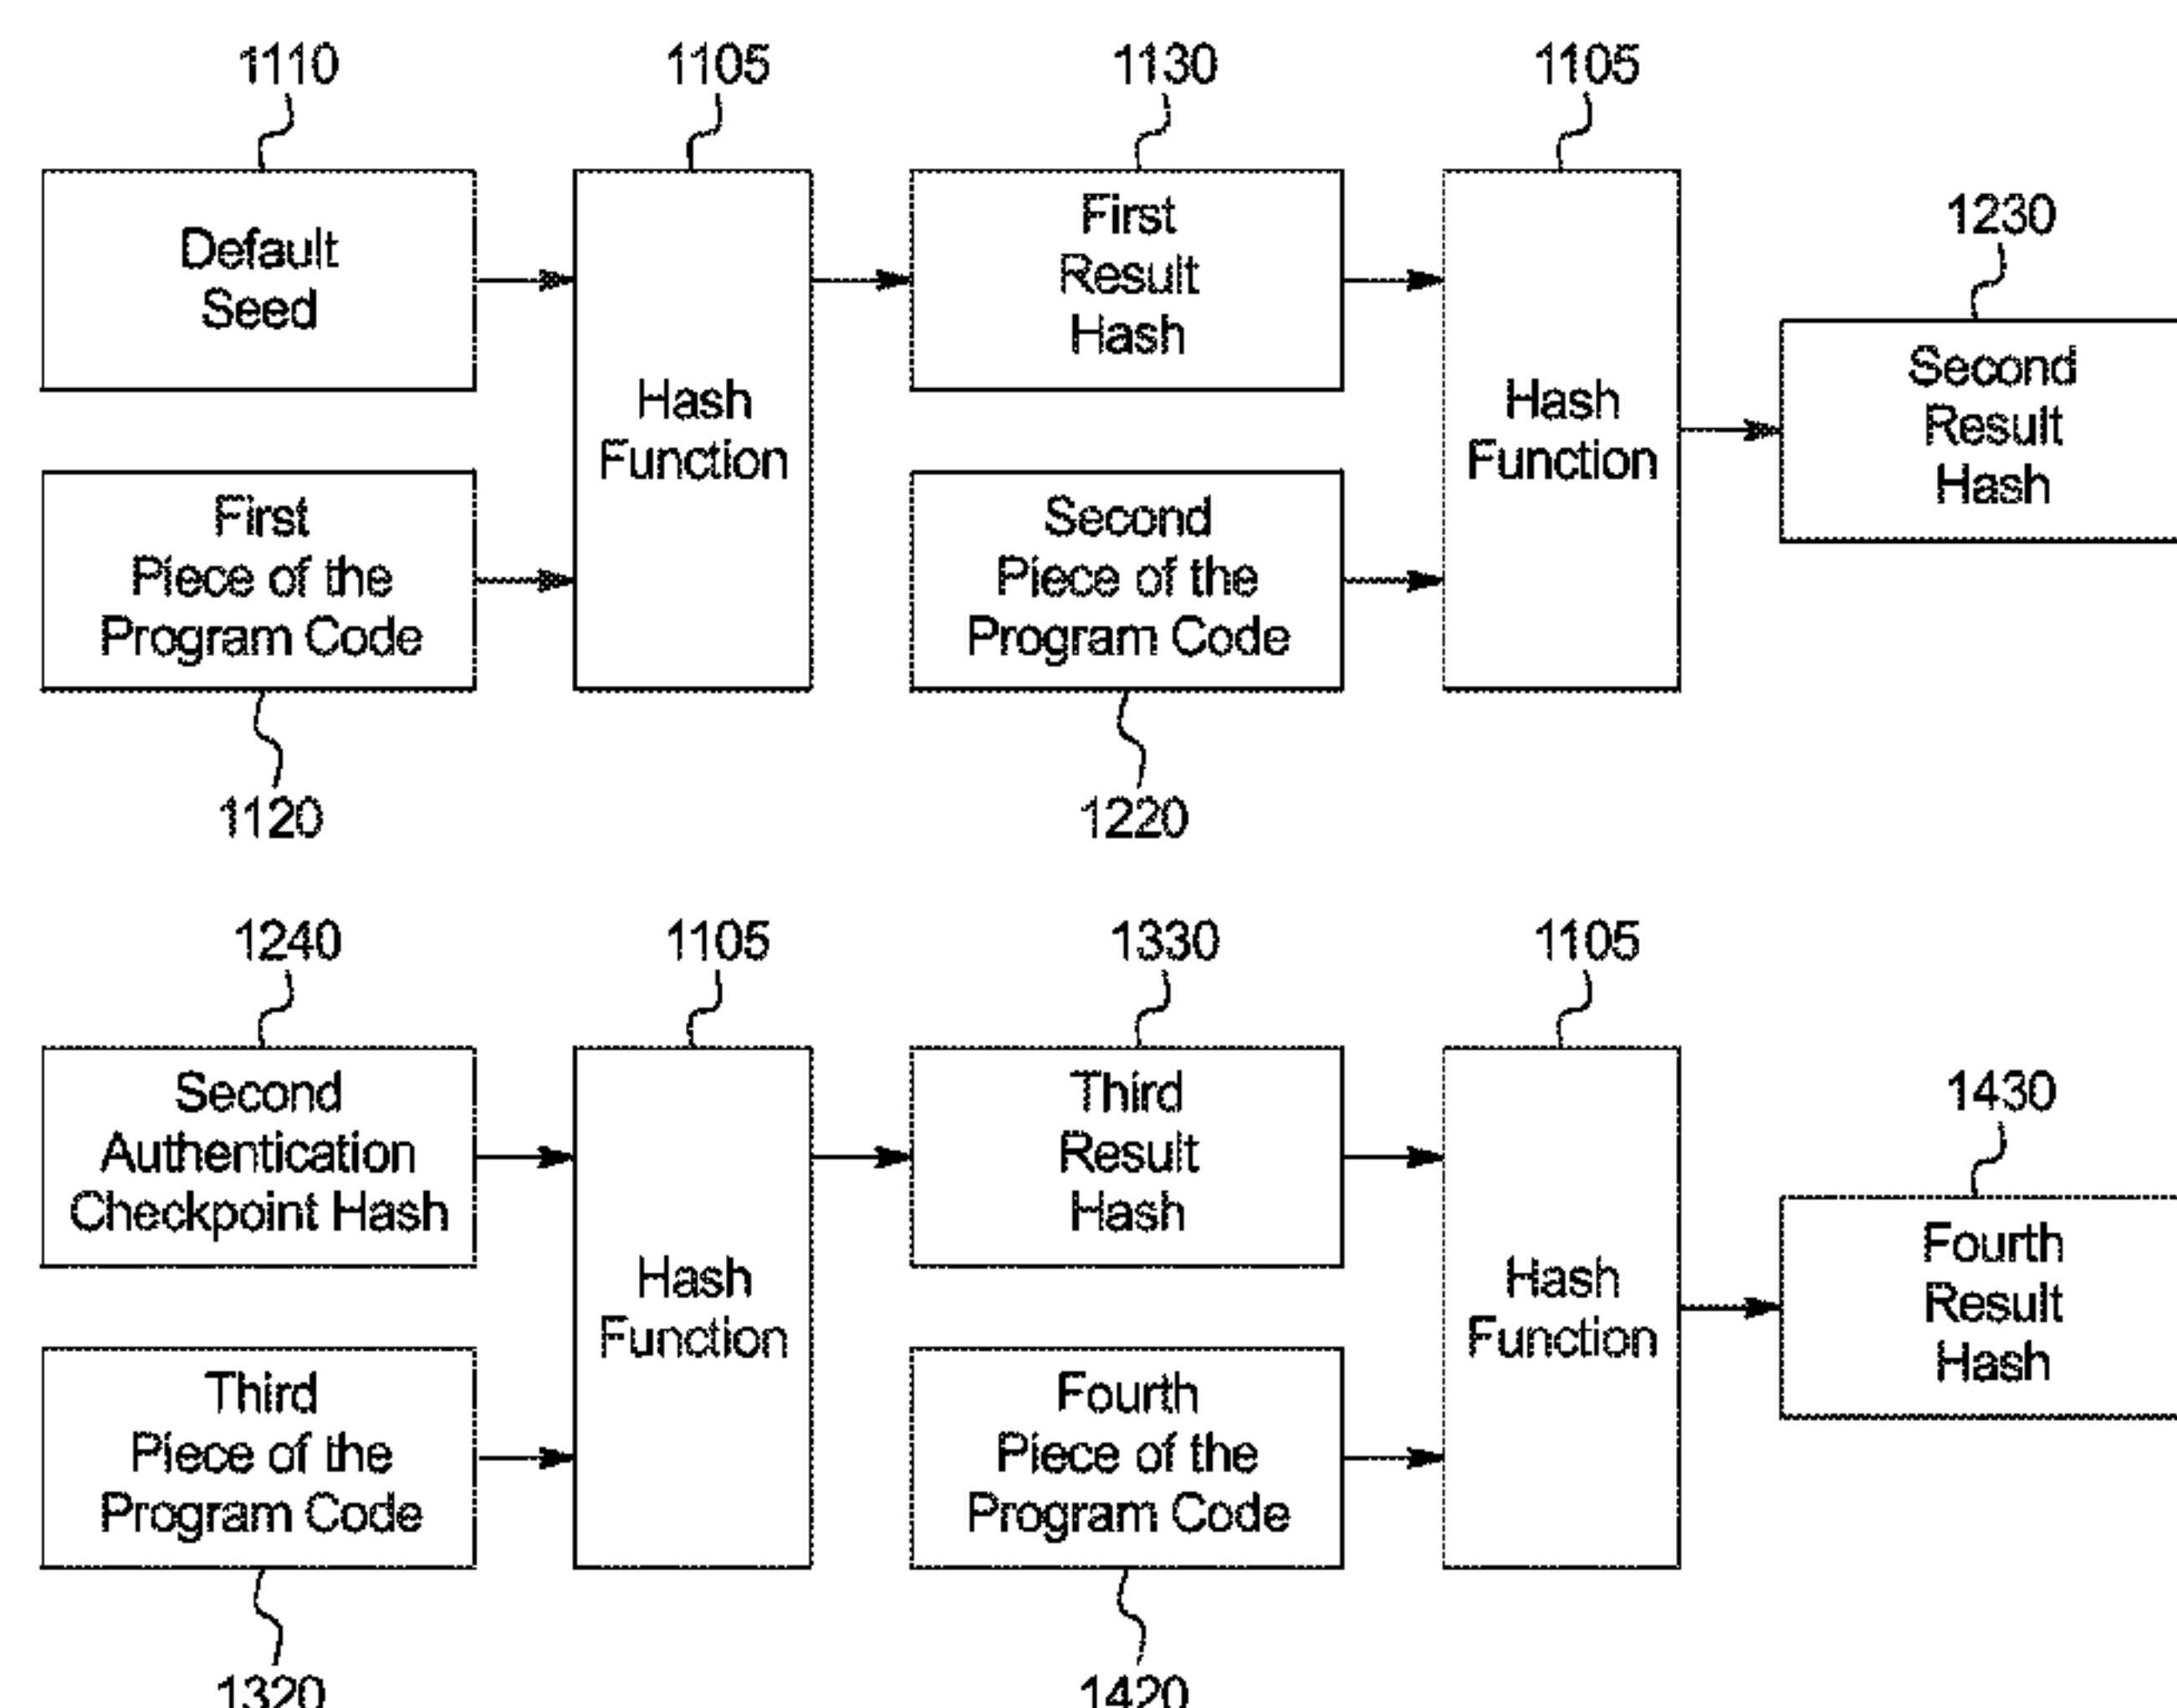 1110
1105
1130
1105
Default
Seed
First
Result
Hash
1230
Hash
Function
Hash
Function
Second
Result
Hash
First
Piece of the
Program Code
Second
Piece of the
Program Code
1120
1220
1240
1105
1330
1105
Second
Authentication
Checkpoint Hash
Third
Result
Hash
1430
Hash
Function
Hash
Function
Fourth
Result
Hash
Third
Piece of the
Program Code
Fourth
Piece of the
Program Code
1320
1420